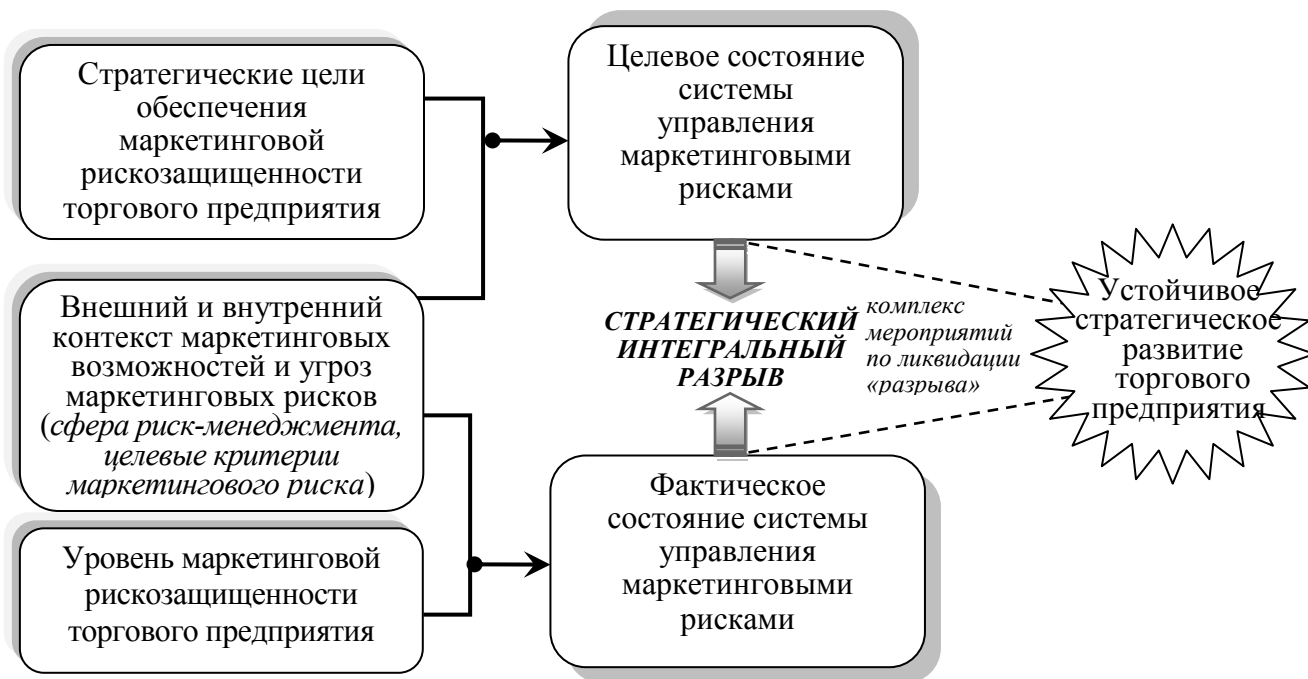 Стратегические цели
обеспечения
маркетинговой
рискозащищенности
торгового предприятия
Целевое состояние
системы
управления
маркетинговыми
рисками
Внешний и внутренний
контекст маркетинговых
возможностей и угроз
маркетинговых рисков
(сфера риск-менеджмента,
целевые критерии
маркетингового риска)
СТРАТЕГИЧЕСКИЙ
ИНТЕГРАЛЬНЫЙ
РАЗРЫВ
комплекс
мероприятий
по ликвидации
«разрыва»
Устойчивое
стратегическое
развитие
торгового
предприятия
Уровень маркетинговой
рискозащищенности
торгового предприятия
Фактическое
состояние системы
управления
маркетинговыми
рисками